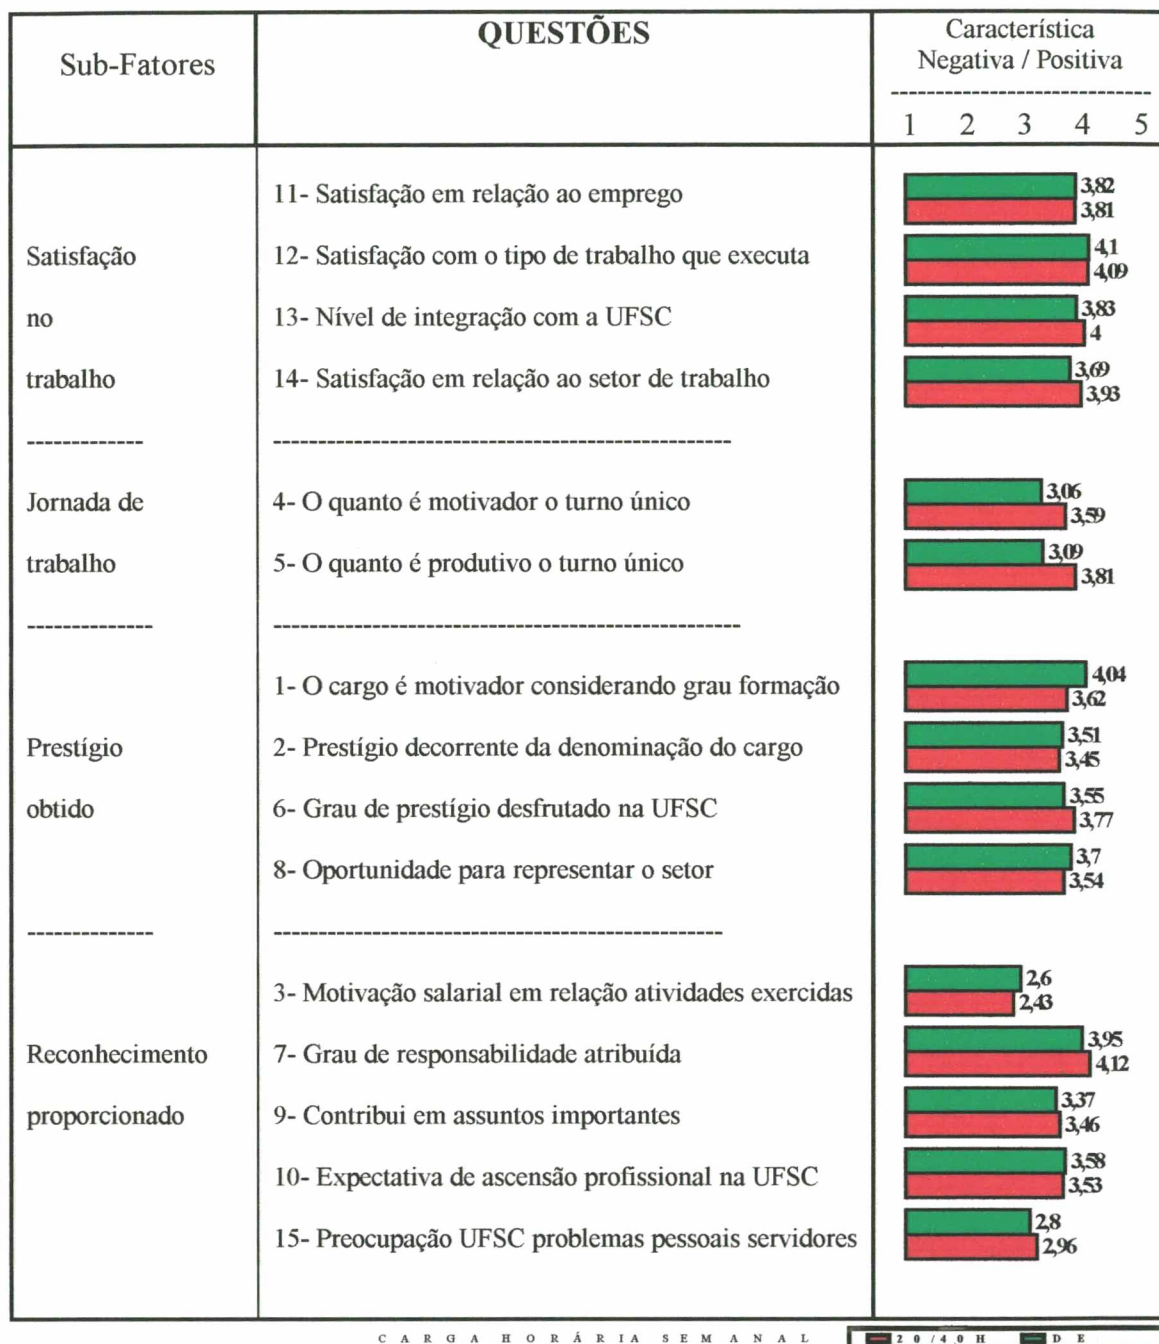 Sub-Fatores
QUESTÕES
Característica
Negativa / Positiva
------------------------------
1 2 3 4 5
11- Satisfação em relação ao emprego
3,82
3,81
Satisfação
12- Satisfação com o tipo de trabalho que executa
4,1
4,09
no
13- Nível de integração com a UFSC
3,83
4
trabalho
14- Satisfação em relação ao setor de trabalho
3,69
3,93
------------- ---------------------------------------------------
Jornada de
4- O quanto é motivador o turno único
3,06
3,59
trabalho
5- O quanto é produtivo o turno único
3,09
3,81
-------------- ----------------------------------------------------
1- O cargo é motivador considerando grau formação
4,04
3,62
Prestígio
2- Prestígio decorrente da denominação do cargo
3,51
3,45
obtido
6- Grau de prestígio desfrutado na UFSC
3,55
3,77
8- Oportunidade para representar o setor
3,7
3,54
-------------- --------------------------------------------------
3- Motivação salarial em relação atividades exercidas
2,6
2,43
Reconhecimento
7- Grau de responsabilidade atribuída
3,95
4,12
proporcionado
9- Contribui em assuntos importantes
3,37
3,46
10- Expectativa de ascensão profissional na UFSC
3,58
3,53
15- Preocupação UFSC problemas pessoais servidores
2,8
2,96
CARGA HORÁRIA SEMANAL
20/40H DE